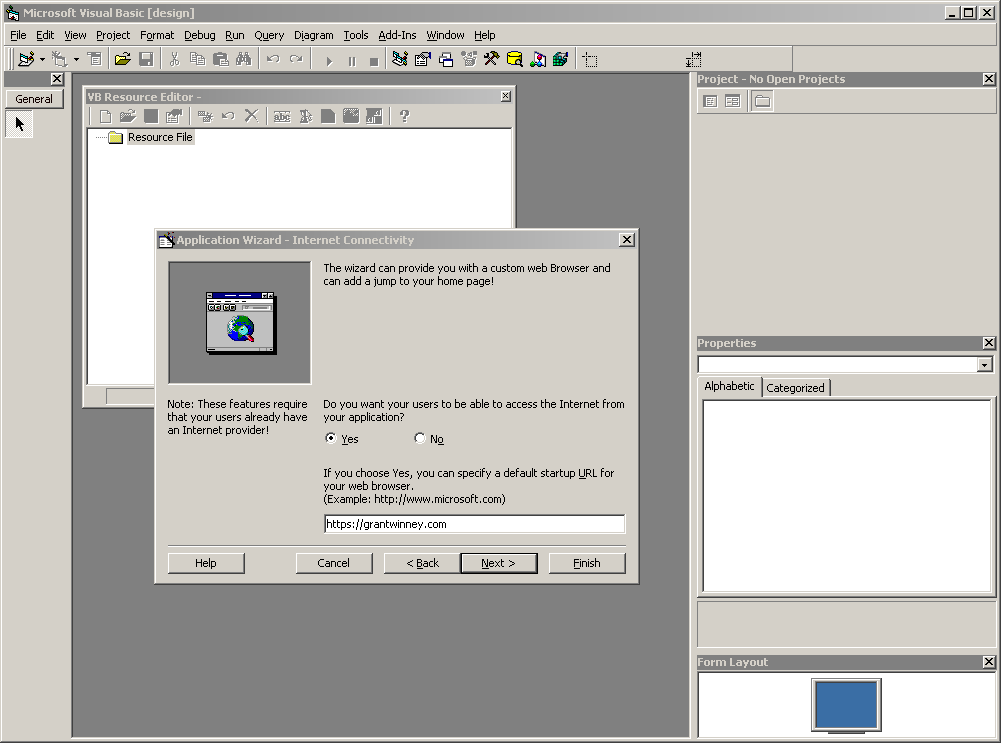 Microsoft Visual Basic [design]
File Edit View Project Format Debug Run Query Diagram Tools Add-Ins Window Help
General
VB Resource Editor -
Resource File
Application Wizard - Internet Connectivity
The wizard can provide you with a custom web Browser and
can add a jump to your home page!
Note: These features require
that your users already have
an Internet provider!
Do you want your users to be able to access the Internet from
your application?
Yes No
If you choose Yes, you can specify a default startup URL for
your web browser.
(Example: http://www.microsoft.com)
https://grantwinney.com
Help Cancel < Back Next > Finish
Project - No Open Projects
Properties
Alphabetic Categorized
Form Layout